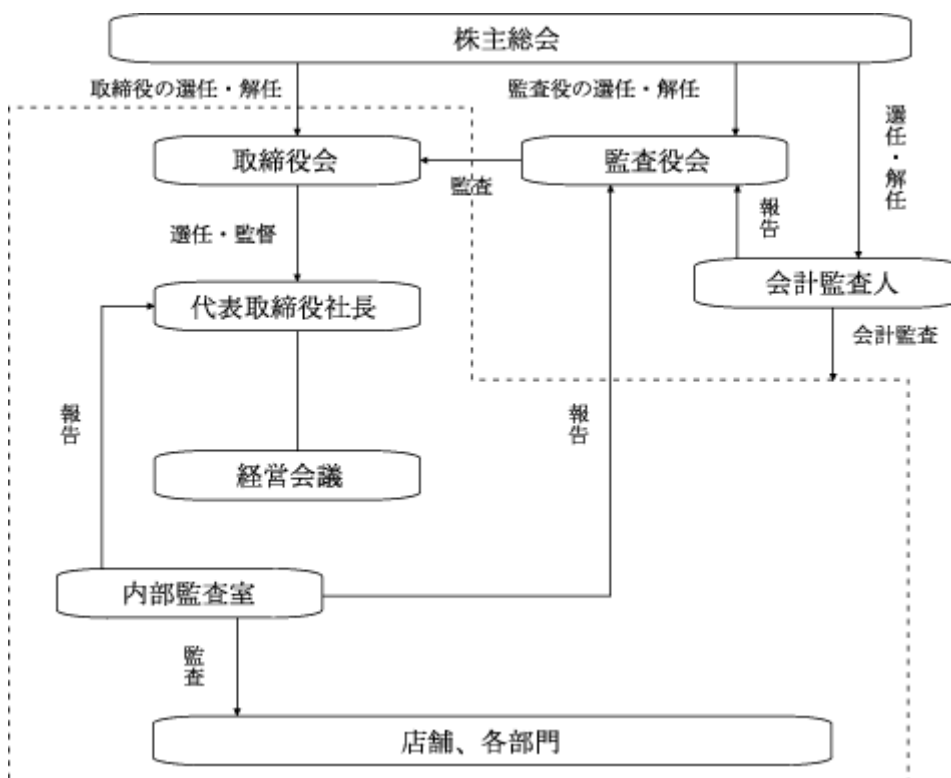 株主総会
取締役の選任・解任
監査役の選任・解任
選任・解任
取締役会
監査役会
監査
報告
選任・監督
会計監査人
代表取締役社長
会計監査
報告
報告
経営会議
内部監査室
監査
店舗、各部門